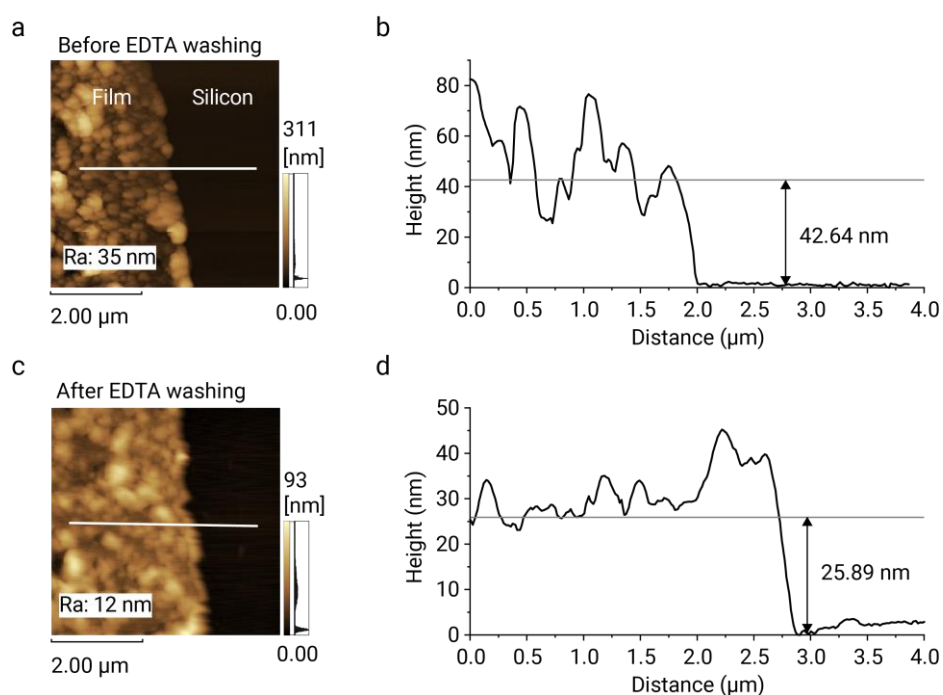 a
Before EDTA washing
Film Silicon
311
[nm]
Ra: 35 nm
2.00 µm
0.00
b
Height (nm)
80
60
40
20
0
42.64 nm
0.0 0.5 1.0 1.5 2.0 2.5 3.0 3.5 4.0
Distance (µm)
c
After EDTA washing
93
[nm]
Ra: 12 nm
2.00 µm
0.00
d
Height (nm)
50
40
30
20
10
0
25.89 nm
0.0 0.5 1.0 1.5 2.0 2.5 3.0 3.5 4.0
Distance (µm)